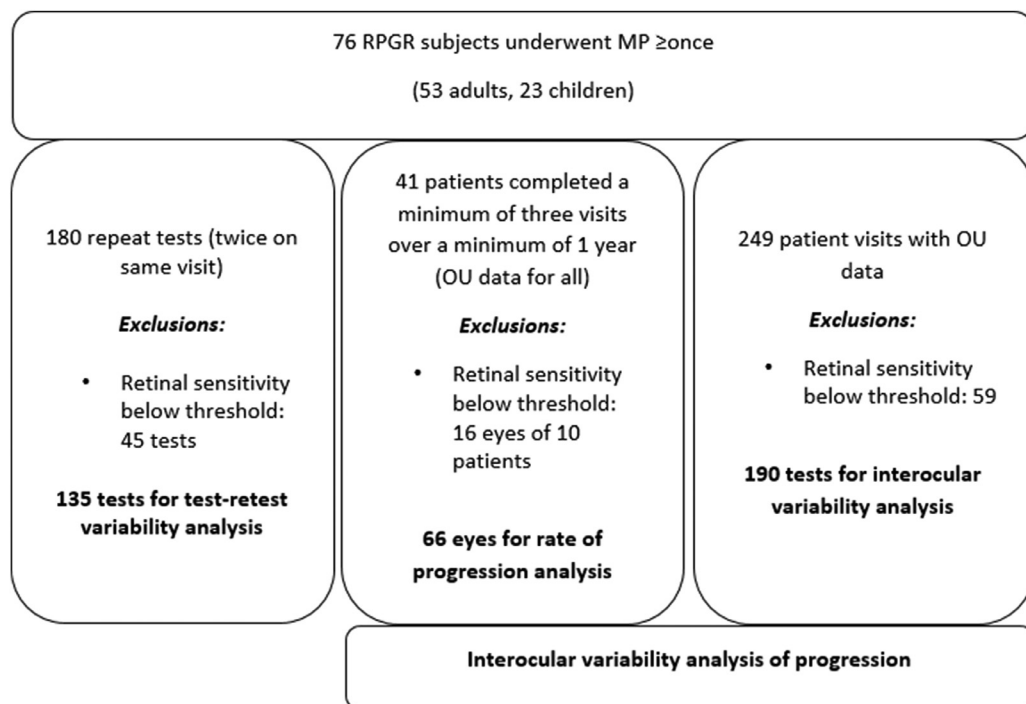 76 RPGR subjects underwent MP ≥once
(53 adults, 23 children)
180 repeat tests (twice on
same visit)
Exclusions:
• Retinal sensitivity
below threshold:
45 tests
135 tests for test-retest
variability analysis
41 patients completed a
minimum of three visits
over a minimum of 1 year
(OU data for all)
Exclusions:
• Retinal sensitivity
below threshold:
16 eyes of 10
patients
66 eyes for rate of
progression analysis
249 patient visits with OU
data
Exclusions:
• Retinal sensitivity
below threshold: 59
190 tests for interocular
variability analysis
Interocular variability analysis of progression